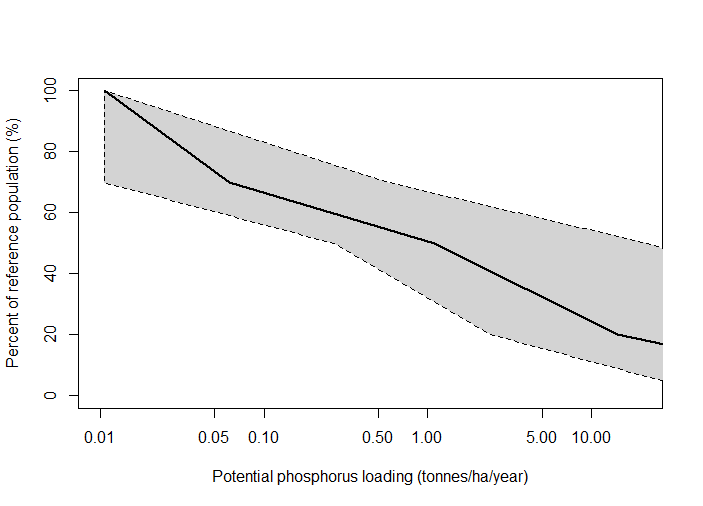 Percent of reference population (%)
100
80
60
40
20
0
0.01 0.05 0.10 0.50 1.00 5.00 10.00
Potential phosphorus loading (tonnes/ha/year)